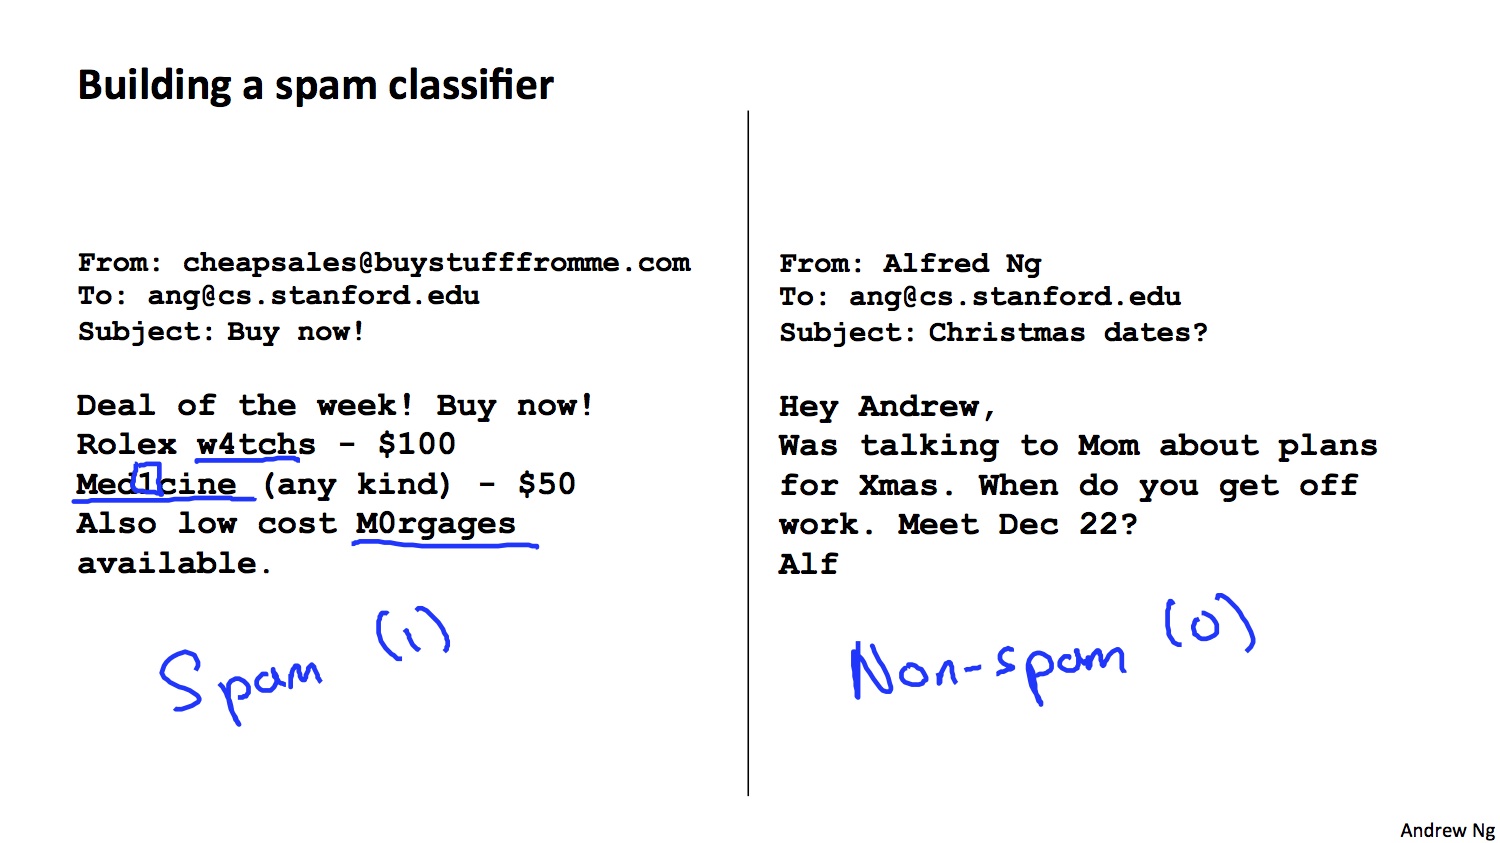 Building a spam classifier
From: cheapsales@buystufffromme.com
To: ang@cs.stanford.edu
Subject: Buy now!
Deal of the week! Buy now!
Rolex w4tchs - $100
Med1cine (any kind) - $50
Also low cost M0rgages
available.
Spam (1)
From: Alfred Ng
To: ang@cs.stanford.edu
Subject: Christmas dates?
Hey Andrew,
Was talking to Mom about plans
for Xmas. When do you get off
work. Meet Dec 22?
Alf
Non-spam (0)
Andrew Ng